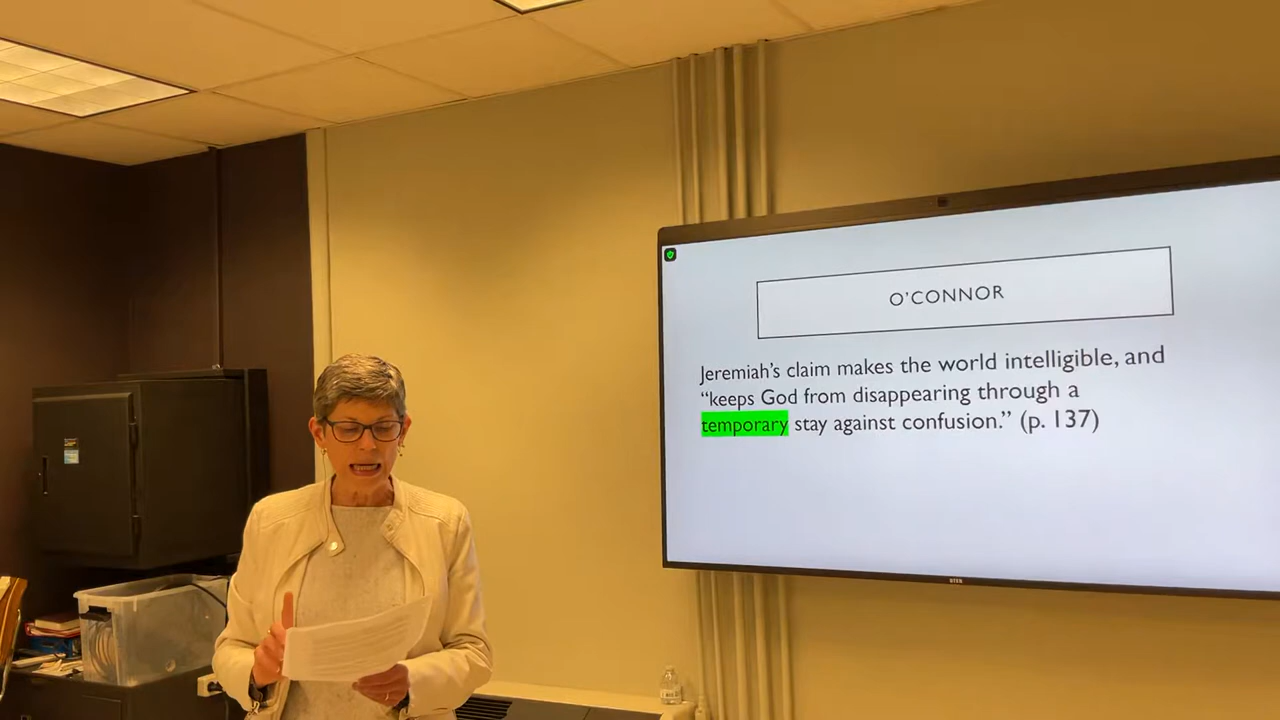 O'CONNOR
Jeremiah's claim makes the world intelligible, and
“keeps God from disappearing through a
temporary stay against confusion.” (p. 137)